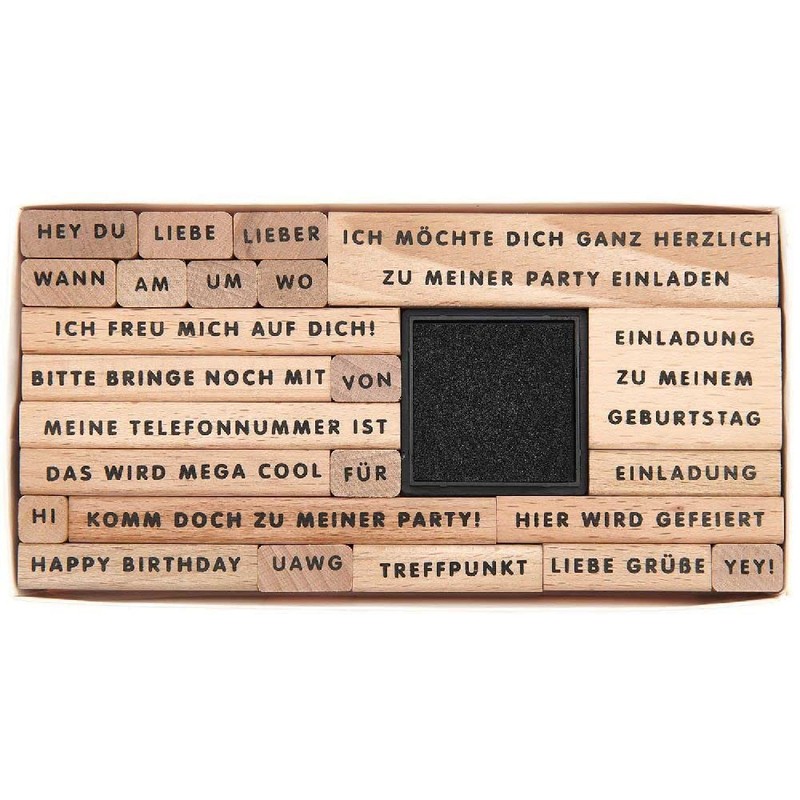 HEY DU LIEBE LIEBER
WANN AM UM WO
ICH MÖCHTE DICH GANZ HERZLICH
ZU MEINER PARTY EINLADEN
ICH FREU MICH AUF DICH!
BITTE BRINGE NOCH MIT VON
MEINE TELEFONNUMMER IST
DAS WIRD MEGA COOL FÜR
EINLADUNG
ZU MEINEM
GEBURTSTAG
EINLADUNG
HI KOMM DOCH ZU MEINER PARTY! HIER WIRD GEFEIERT
HAPPY BIRTHDAY UAWG TREFFPUNKT LIEBE GRÜßE YEY!